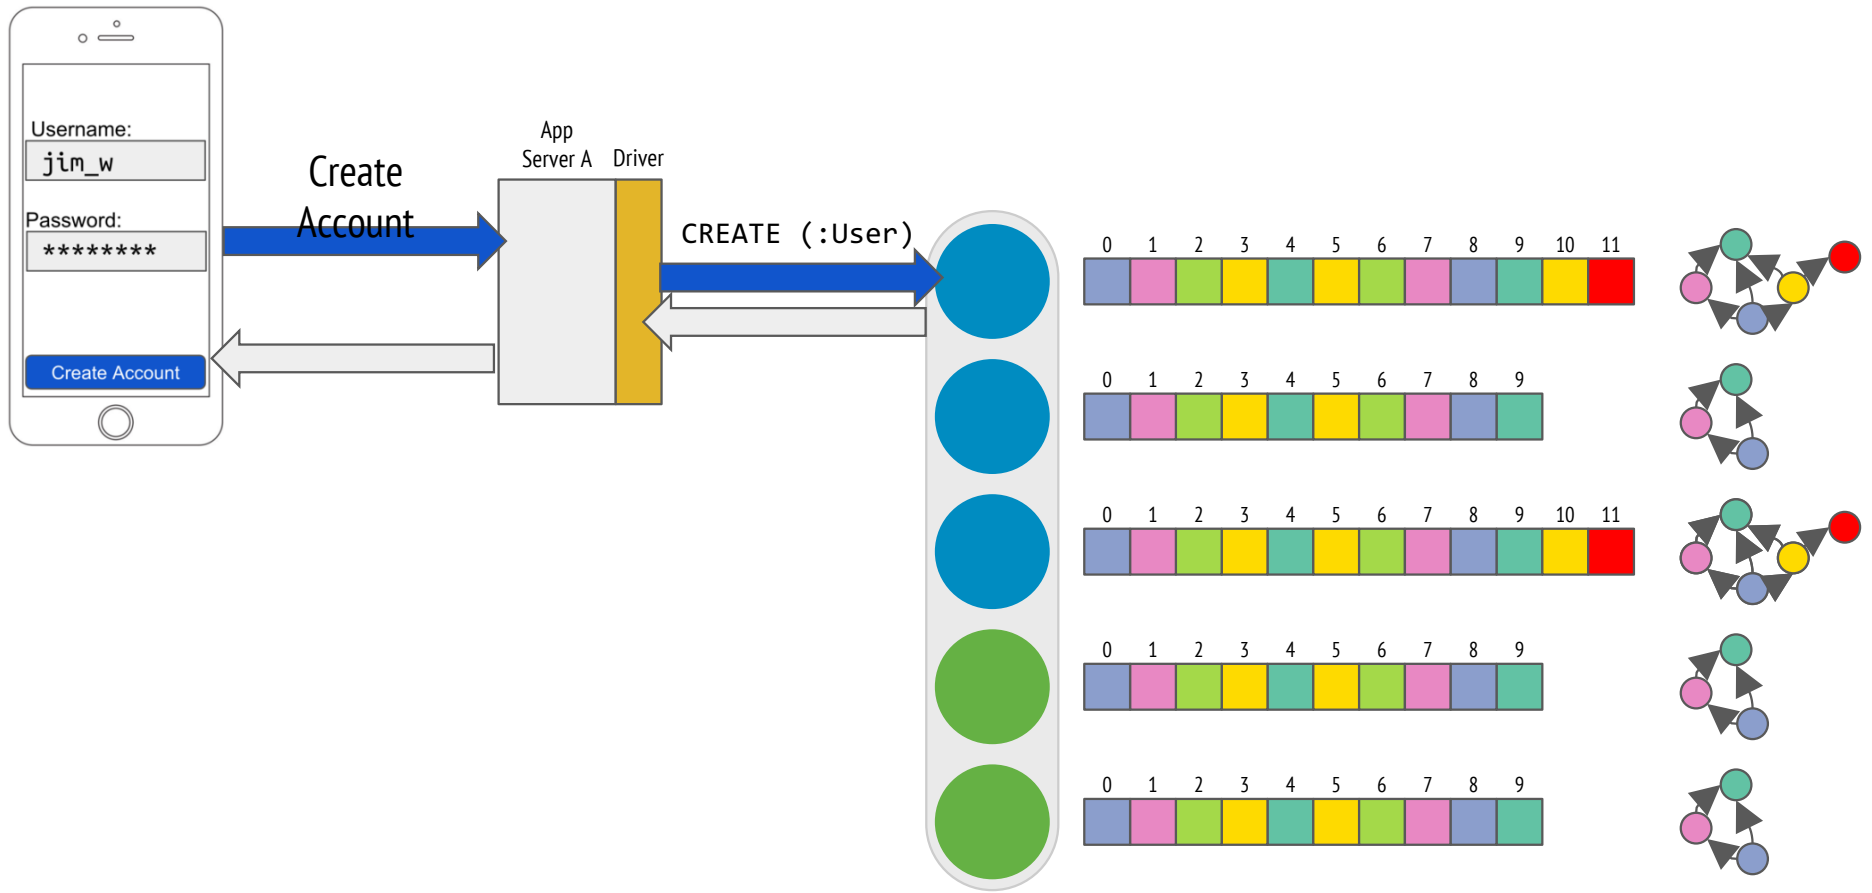 Username:
jim_w
Password:
********
Create Account
Create
Account
App
Server A
Driver
CREATE (:User)
0 1 2 3 4 5 6 7 8 9 10 11
0 1 2 3 4 5 6 7 8 9
0 1 2 3 4 5 6 7 8 9 10 11
0 1 2 3 4 5 6 7 8 9
0 1 2 3 4 5 6 7 8 9